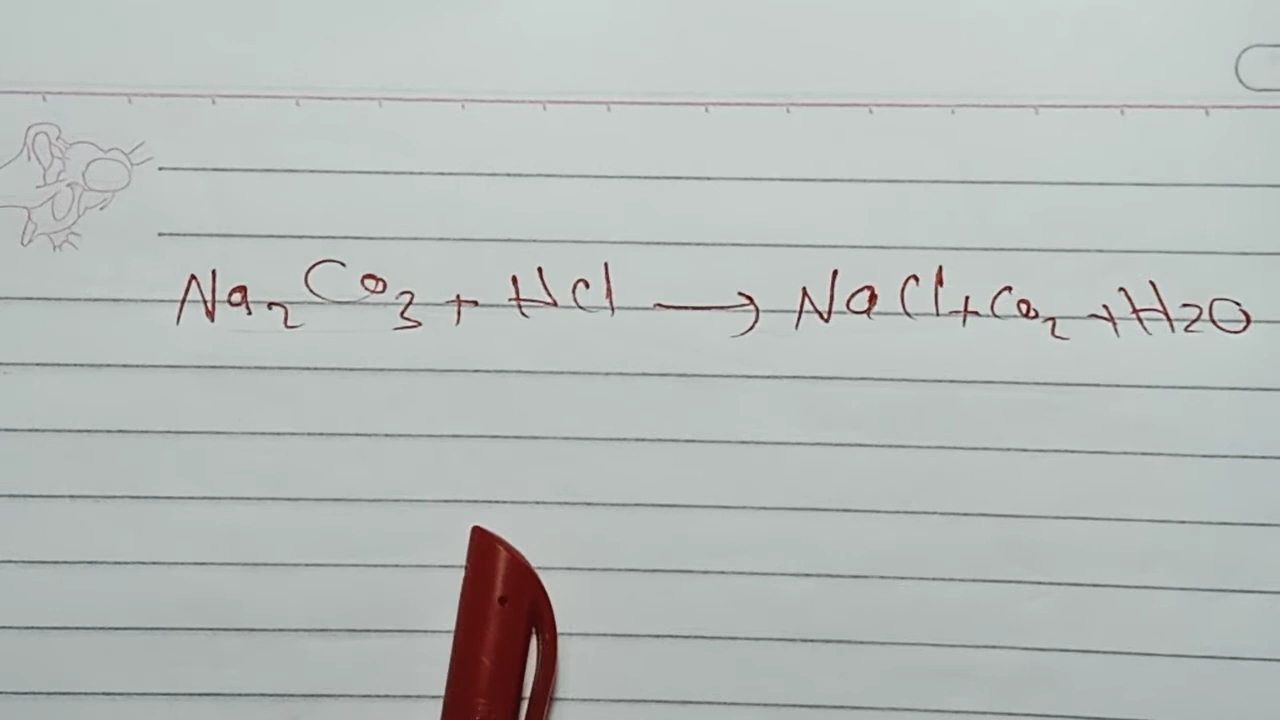 Na₂CO₃ + HCl → NaCl + CO₂ + H₂O